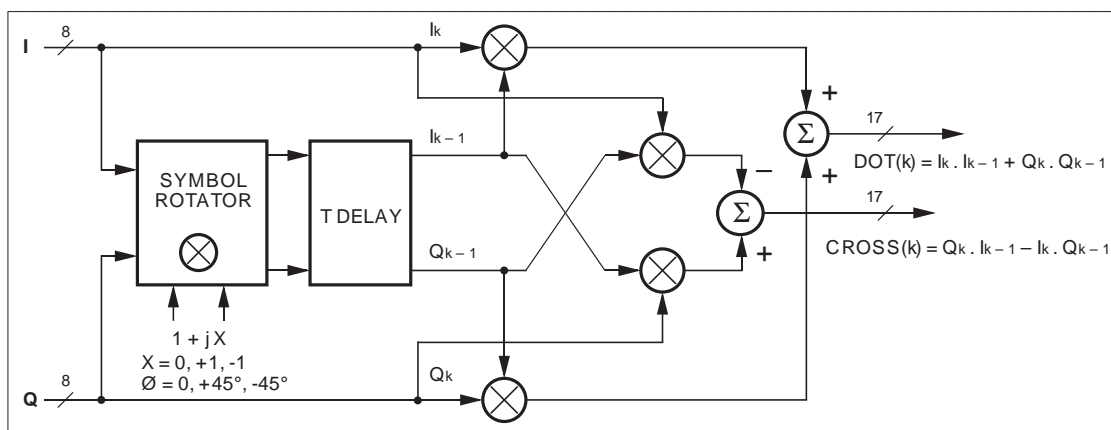 I
8
Ik
Ik – 1
SYMBOL
ROTATOR
T DELAY
Qk – 1
1 + j X
X = 0, +1, -1
Ø = 0, +45°, -45°
Q
8
Qk
+
Σ
+
17
DOT(k) = Ik . Ik-1 + Qk . Qk-1
–
Σ
+
17
CROSS(k) = Qk . Ik-1 – Ik . Qk-1